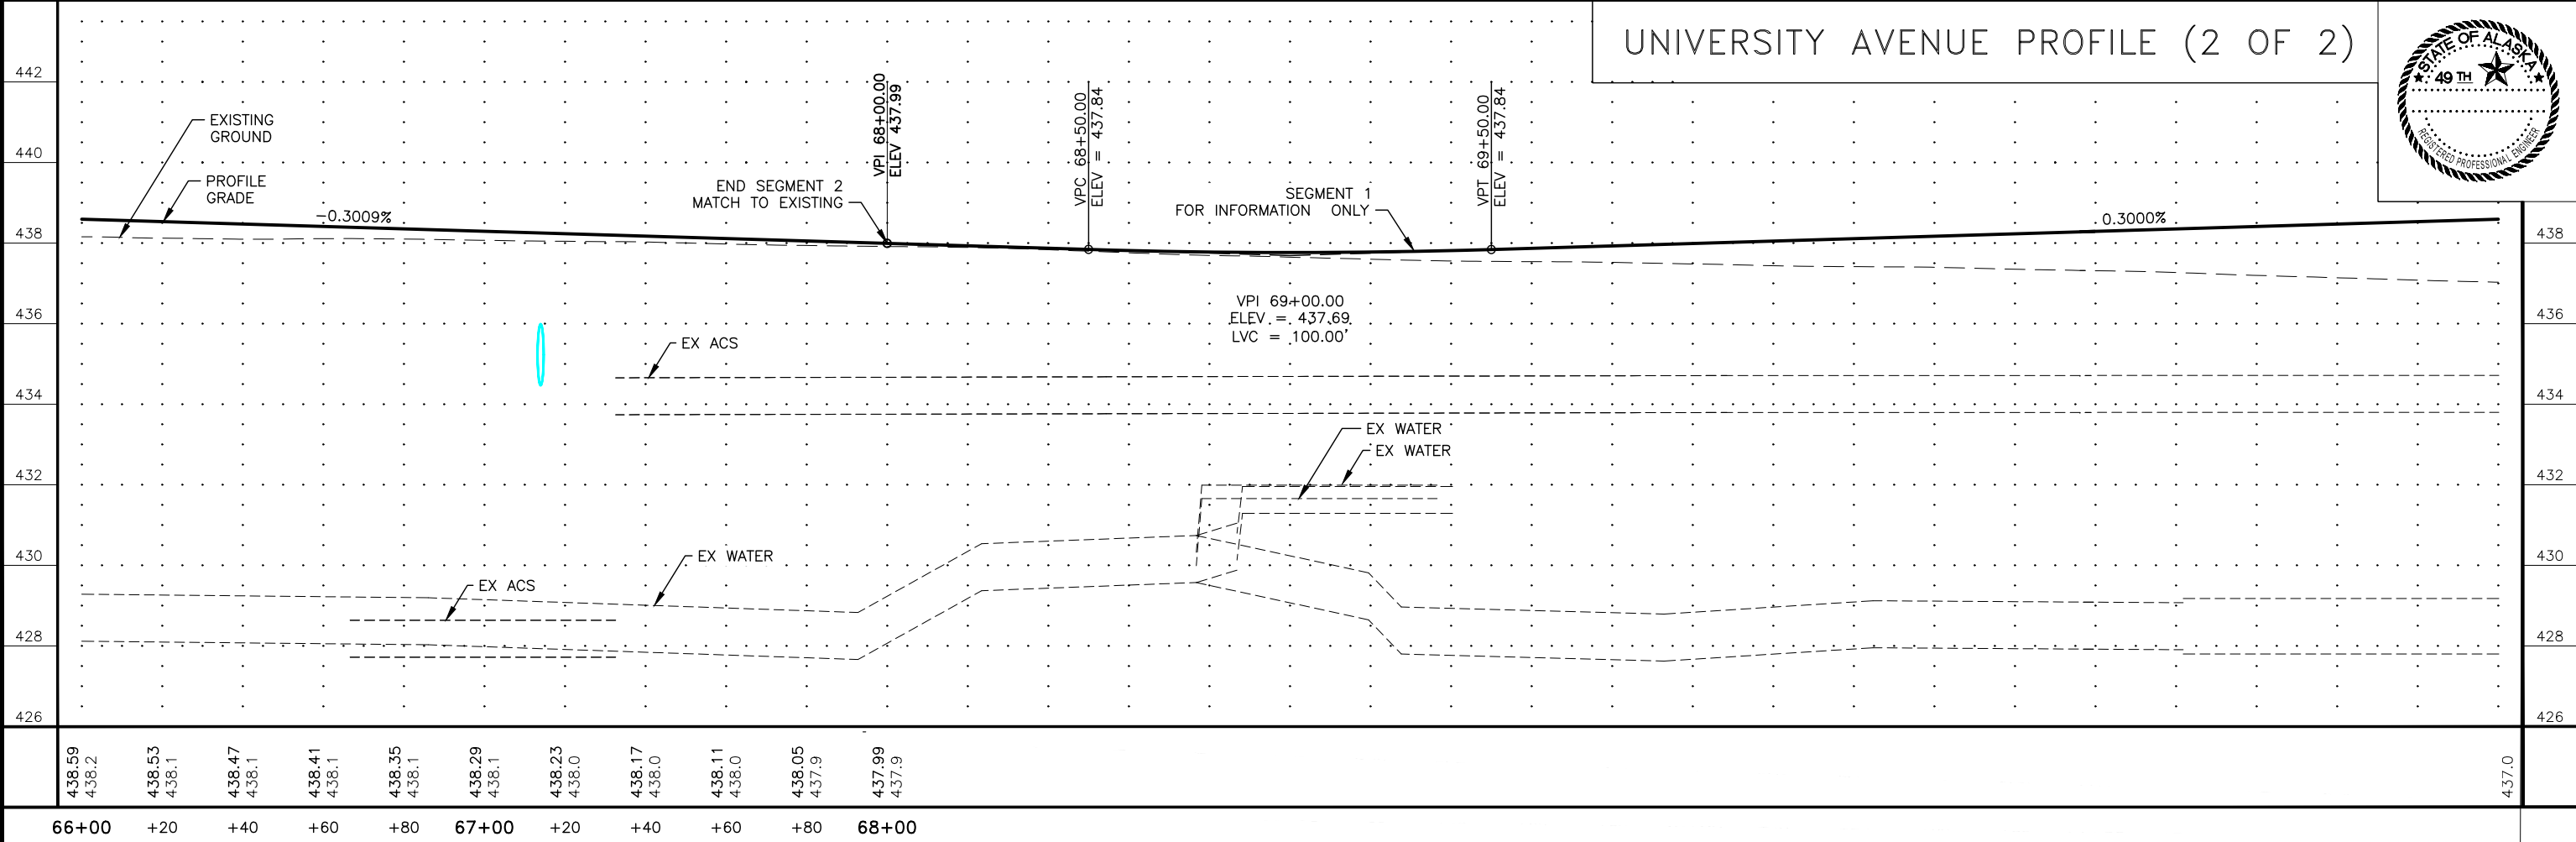 UNIVERSITY AVENUE PROFILE (2 OF 2)
STATE OF ALASKA
49 TH
REGISTERED PROFESSIONAL ENGINEER
442
440
438
436
434
432
430
428
426
EXISTING
GROUND
PROFILE
GRADE
-0.3009%
END SEGMENT 2
MATCH TO EXISTING
VPI 68+00.00
ELEV 437.99
VPC 68+50.00
ELEV = 437.84
SEGMENT 1
FOR INFORMATION ONLY
VPT 69+50.00
ELEV = 437.84
0.3000%
VPI 69+00.00
ELEV = 437.69
LVC = 100.00'
EX ACS
EX WATER
EX WATER
EX WATER
EX ACS
438
436
434
432
430
428
426
438.59
438.2
438.53
438.1
438.47
438.1
438.41
438.1
438.35
438.1
438.29
438.1
438.23
438.0
438.17
438.0
438.11
438.0
438.05
437.9
437.99
437.9
437.0
66+00 +20 +40 +60 +80 67+00 +20 +40 +60 +80 68+00